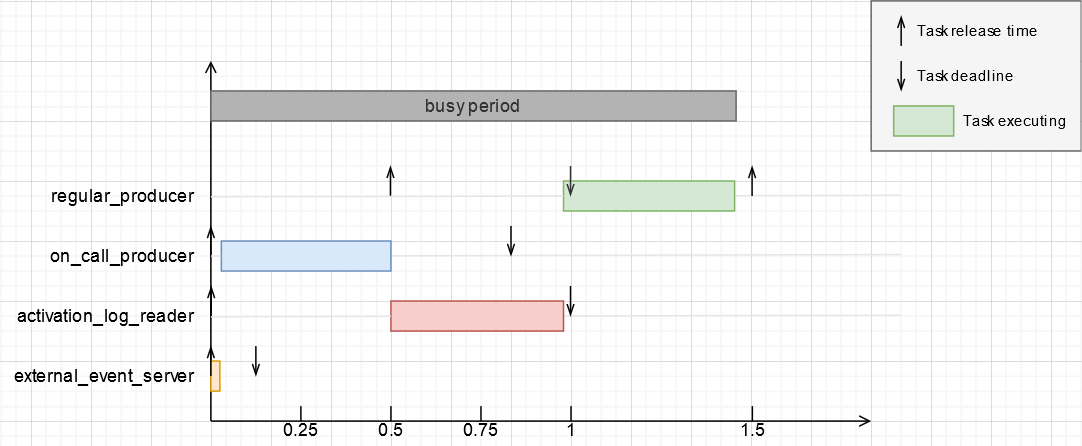 Task release time
Task deadline
Task executing
busy period
regular_producer
on_call_producer
activation_log_reader
external_event_server
0.25 0.5 0.75 1 1.5